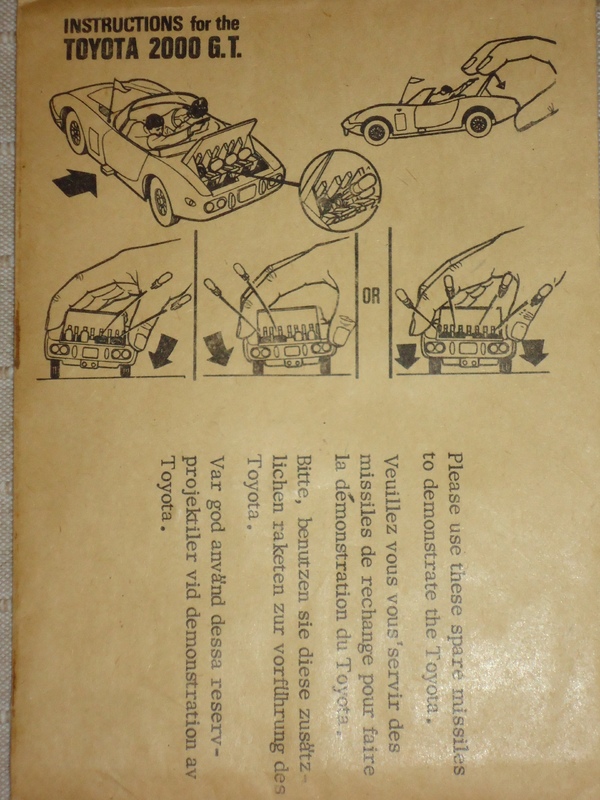 INSTRUCTIONS for the
TOYOTA 2000 G.T.
OR
Please use these spare missiles
to demonstrate the Toyota.
Veuillez vous vous'servir des
missiles de rechange pour faire
la démonstration du Toyota.
Bitte, benutzen sie diese zusätz-
lichen raketen zur vorführung des
Toyota.
Var god använd dessa reserv-
projektiler vid demonstration av
Toyota.